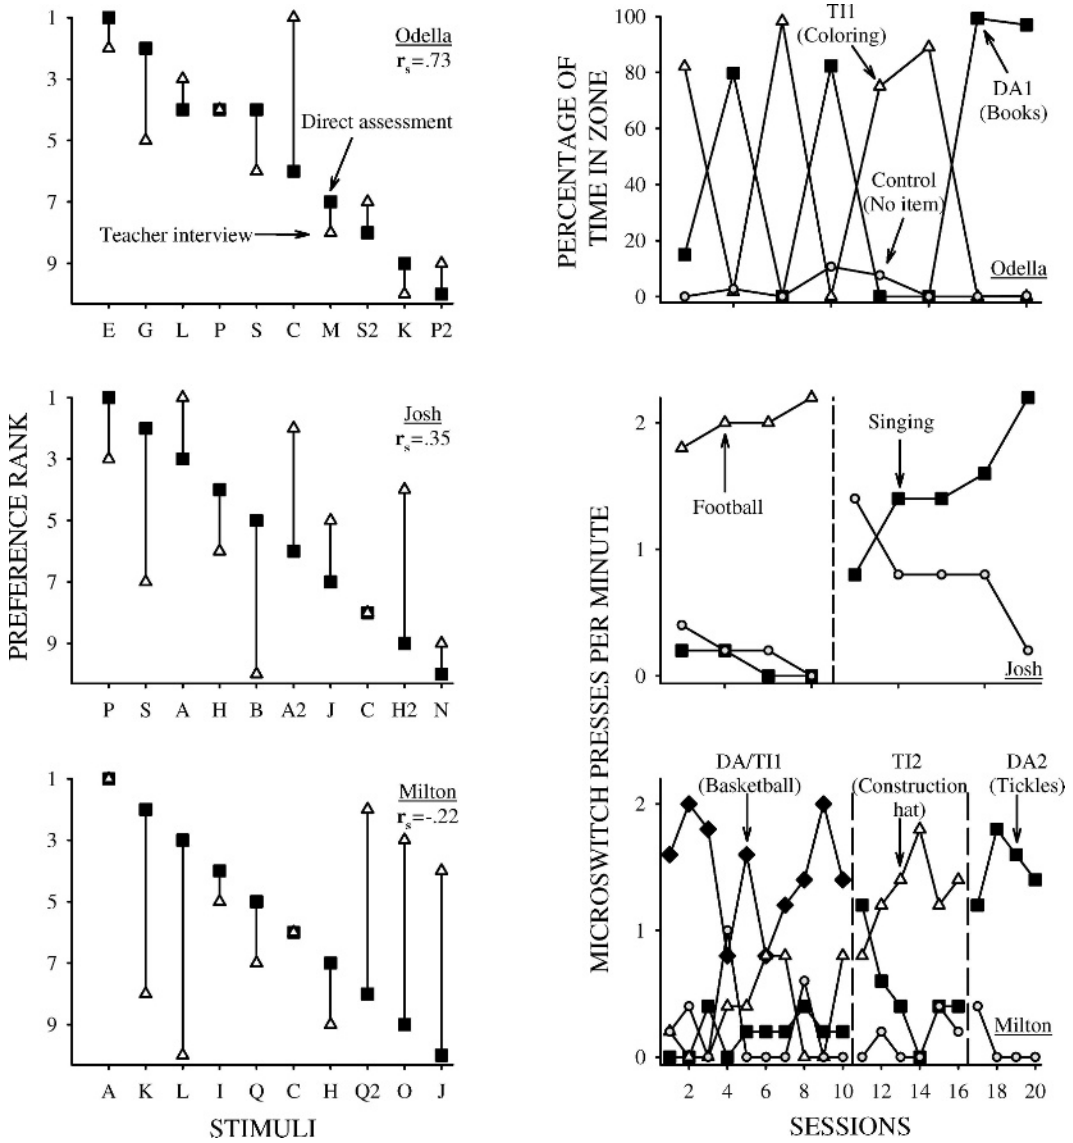 1
3
5
7
9
Odella
r_s=.73
Direct assessment
Teacher interview
E G L P S C M S2 K P2
PERCENTAGE OF
TIME IN ZONE
100
80
60
40
20
0
TI1
(Coloring)
DA1
(Books)
Control
(No item)
Odella
PREFERENCE RANK
1
3
5
7
9
Josh
r_s=.35
P S A H B A2 J C H2 N
MICROSWITCH PRESSES PER MINUTE
2
1
0
Football
Singing
Josh
1
3
5
7
9
Milton
r_s=-.22
A K L I Q C H Q2 O J
STIMULI
2
1
0
DA/TI1
(Basketball)
TI2
(Construction
hat)
DA2
(Tickles)
Milton
2 4 6 8 10 12 14 16 18 20
SESSIONS